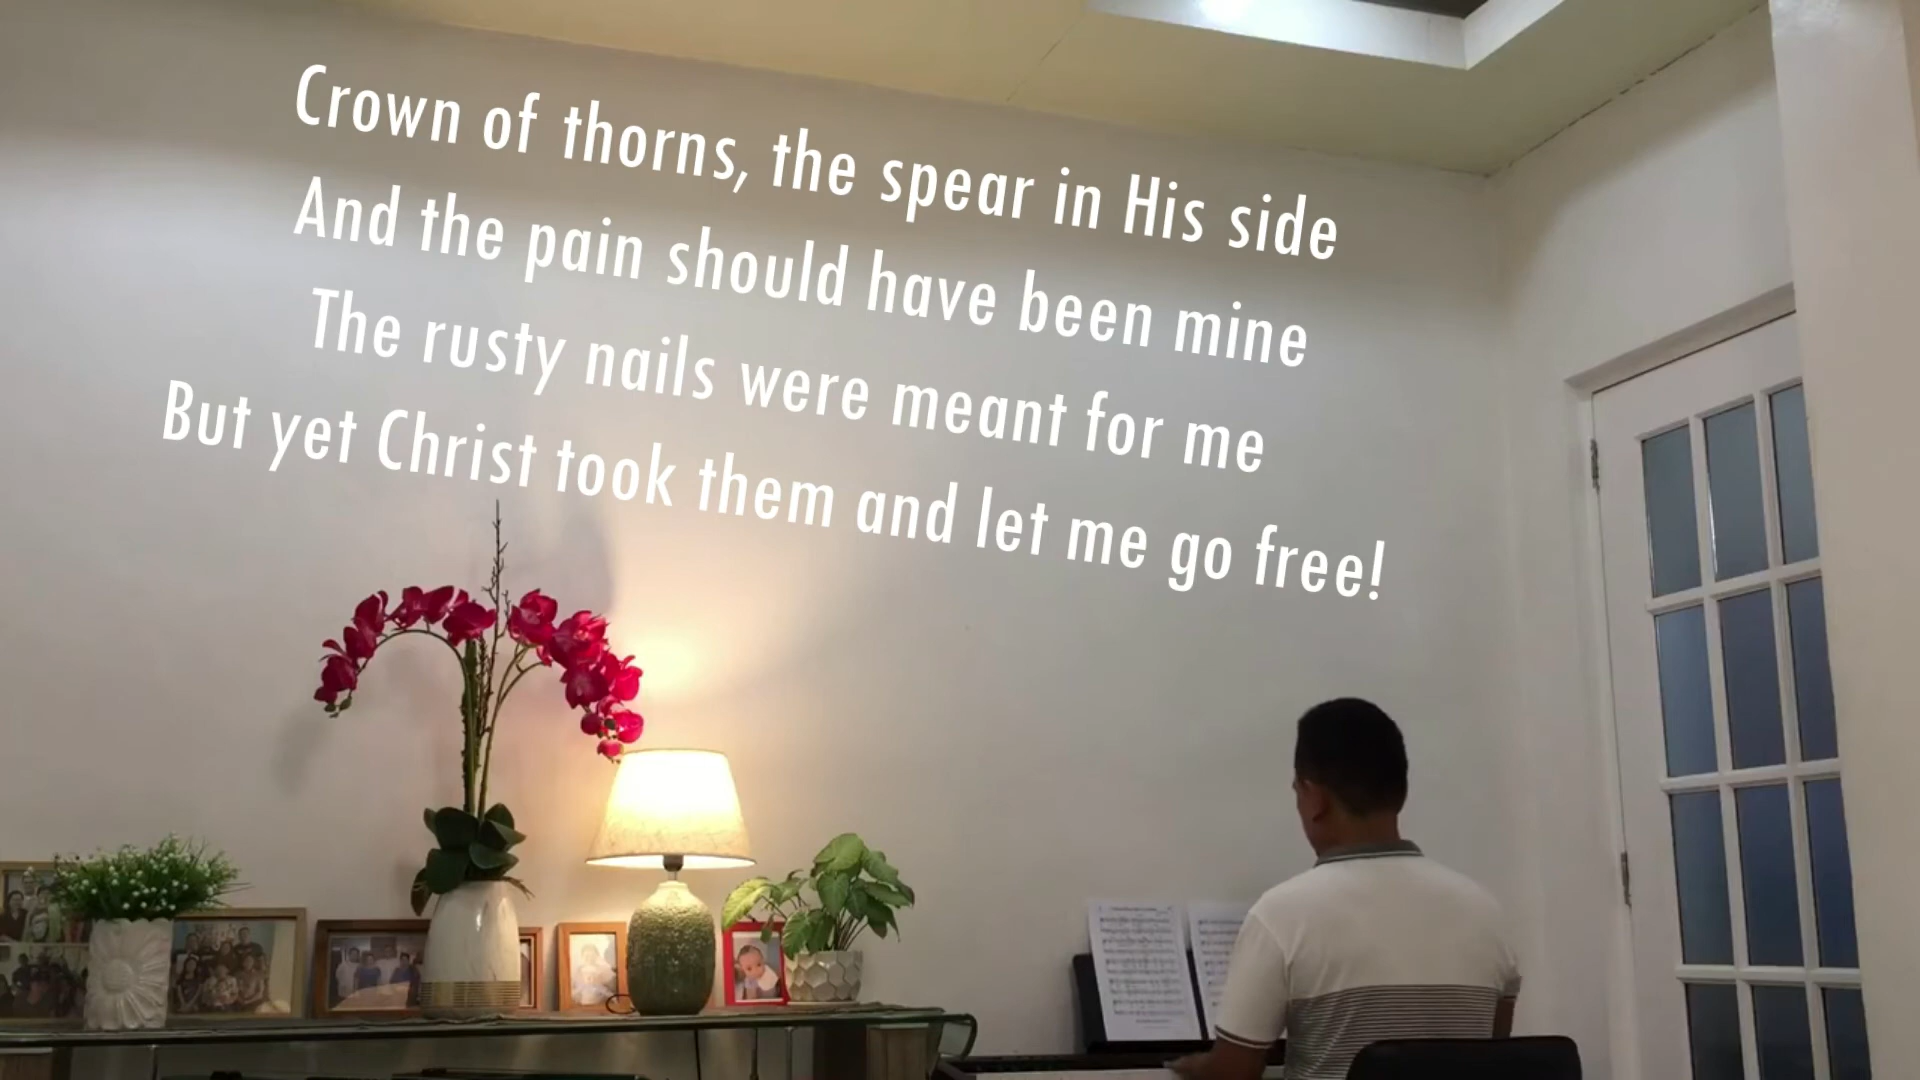 Crown of thorns, the spear in His side
And the pain should have been mine
The rusty nails were meant for me
But yet Christ took them and let me go free!